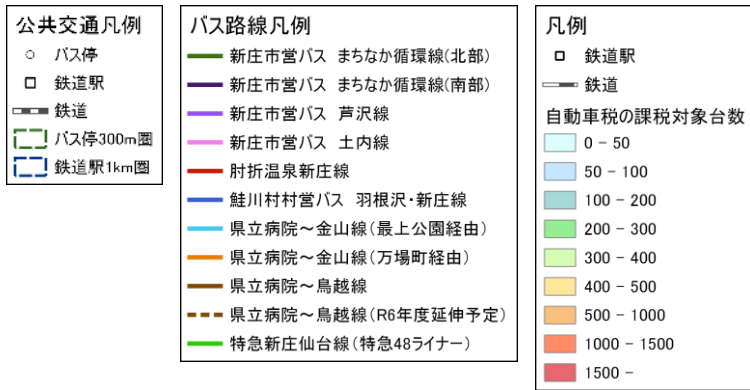 公共交通凡例
バス停
鉄道駅
鉄道
バス停300m圏
鉄道駅1km圏
バス路線凡例
新庄市営バス まちなか循環線(北部)
新庄市営バス まちなか循環線(南部)
新庄市営バス 芦沢線
新庄市営バス 土内線
肘折温泉新庄線
鮭川村村営バス 羽根沢・新庄線
県立病院～金山線(最上公園経由)
県立病院～金山線(万場町経由)
県立病院～鳥越線
県立病院～鳥越線(R6年度延伸予定)
特急新庄仙台線(特急48ライナー)
凡例
鉄道駅
鉄道
自動車税の課税対象台数
0 - 50
50 - 100
100 - 200
200 - 300
300 - 400
400 - 500
500 - 1000
1000 - 1500
1500 -